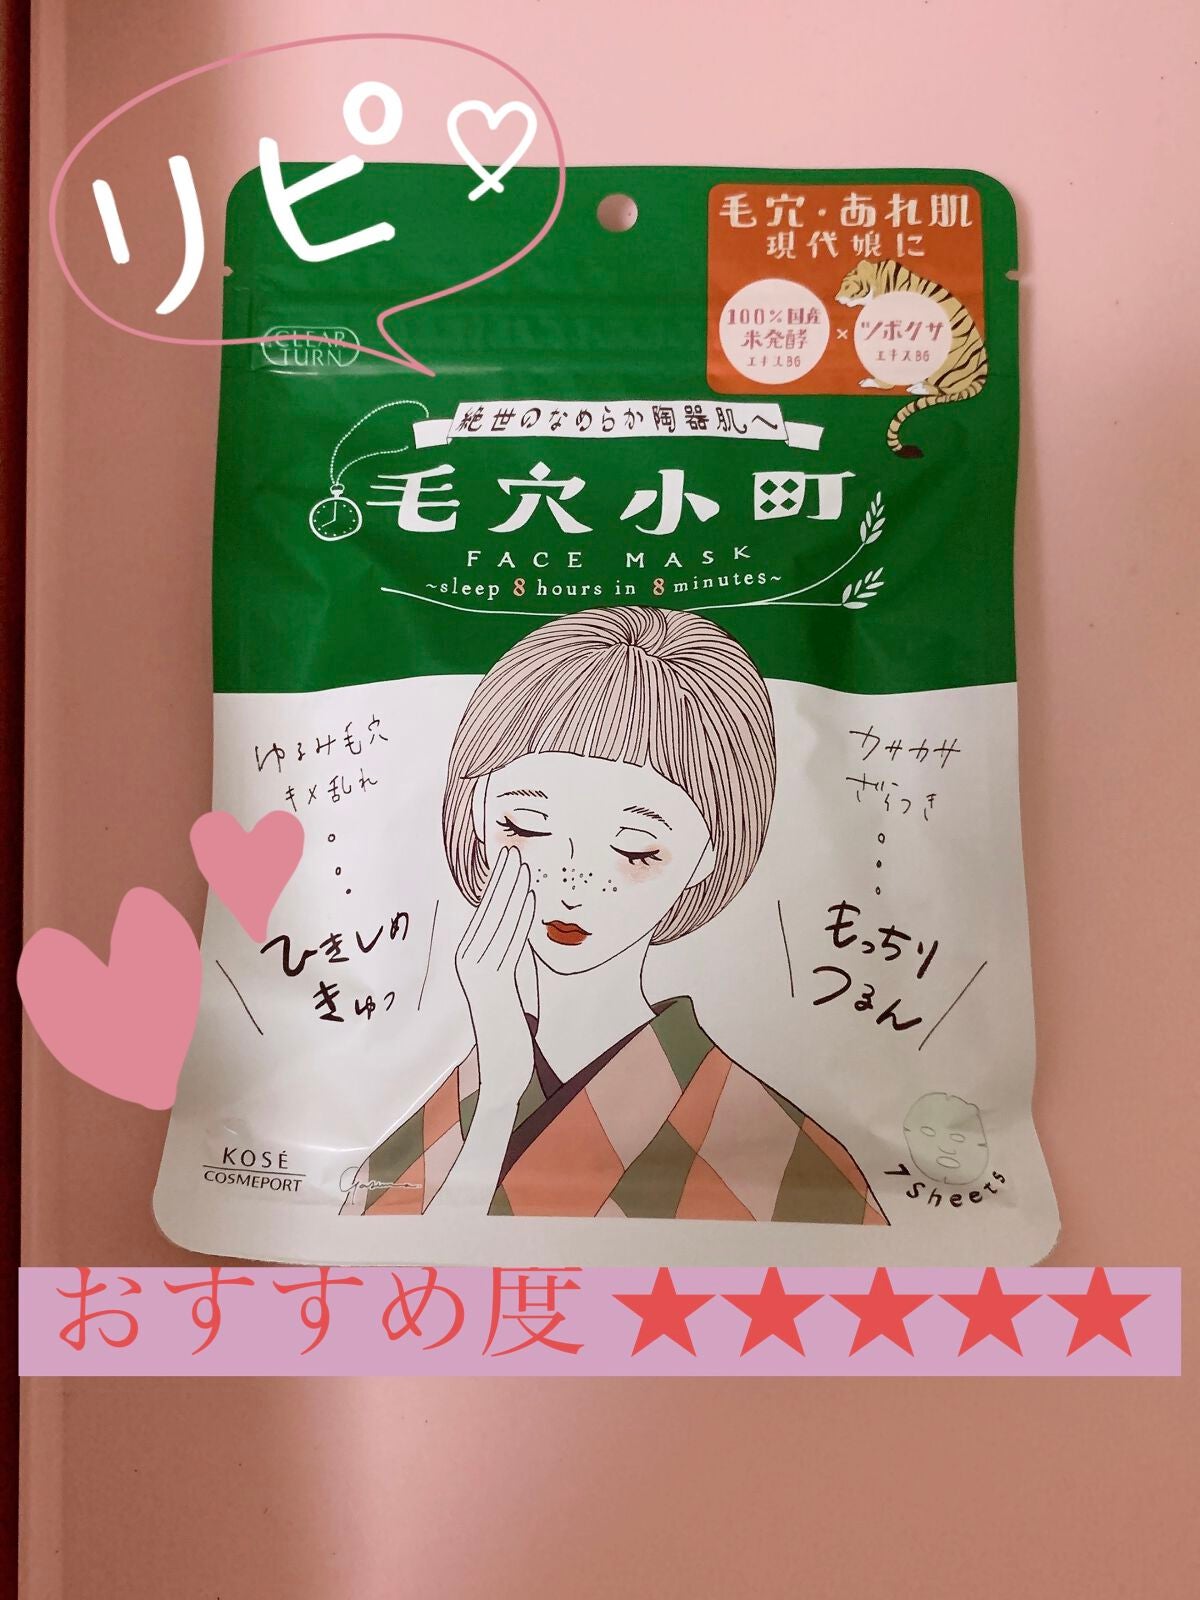 リピ♡
毛穴・あれ肌
現代娘に
100%国産
米発酵
エキスBG
×
ツボクサ
エキスBG
CLEAR
TURN
絶世のなめらか陶器肌へ
毛穴小町
FACE MASK
~sleep 8 hours in 8 minutes~
ゆるみ毛穴
キメ乱れ
ひきしめ
きゅっ
カサカサ
ざらつき
もっちり
つるん
KOSÉ
COSMEPORT
7 Sheets
おすすめ度★★★★★